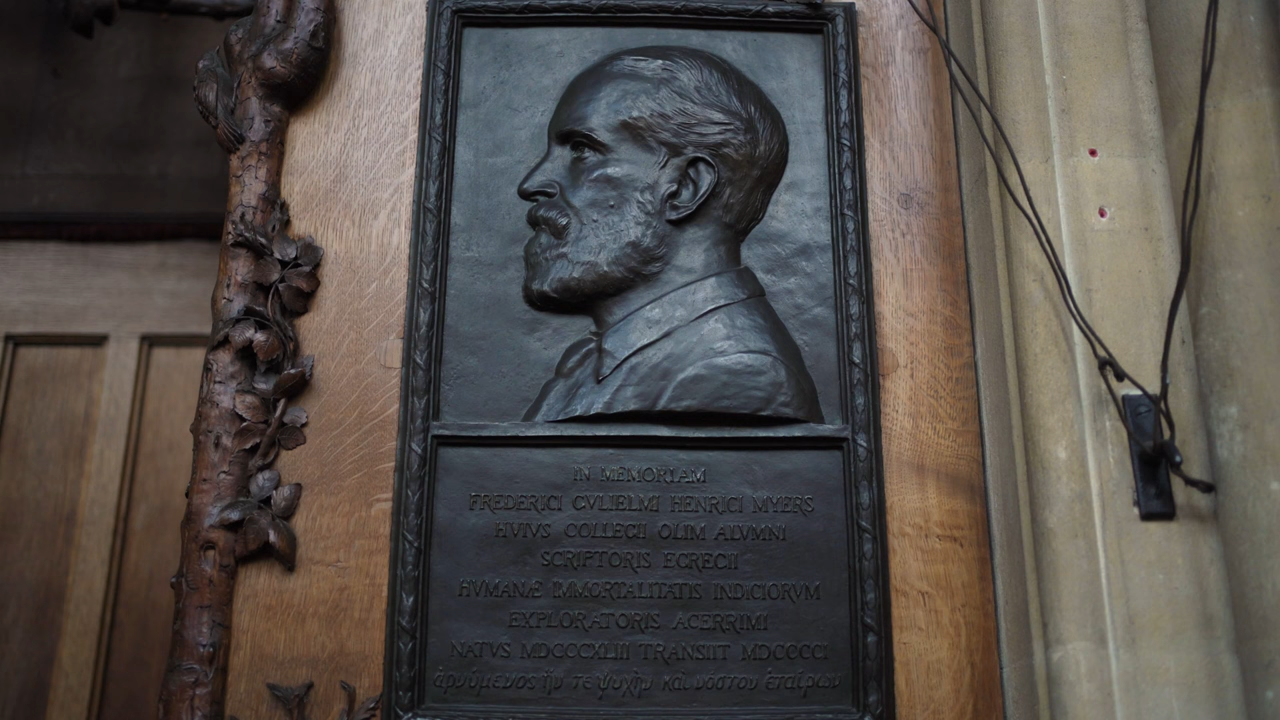 IN MEMORIAM
FREDERICI GVLIELMI HENRICI MYERS
HVIVS COLLEGII OLIM ALVMNI
SCRIPTORIS EGREGII
HVMANÆ IMMORTALITATIS INDICIORVM
EXPLORATORIS ACERRIMI
NATVS MDCCCXLIII TRANSIIT MDCCCCI
ἀρνύμενος ἥν τε ψυχὴν καὶ νόστον ἑταίρων